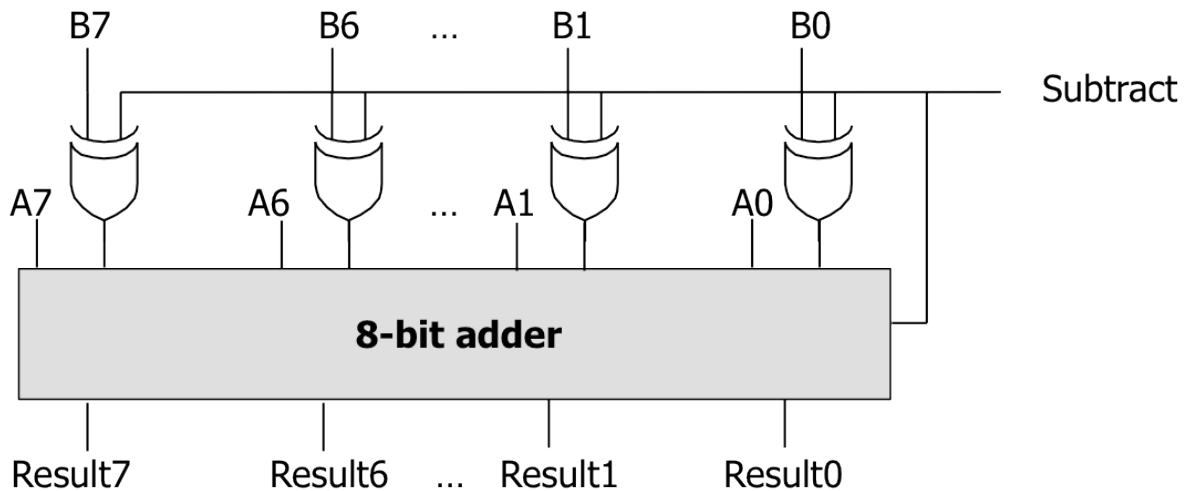 B7 B6 ... B1 B0
Subtract
A7 A6 ... A1 A0
8-bit adder
Result7 Result6 ... Result1 Result0